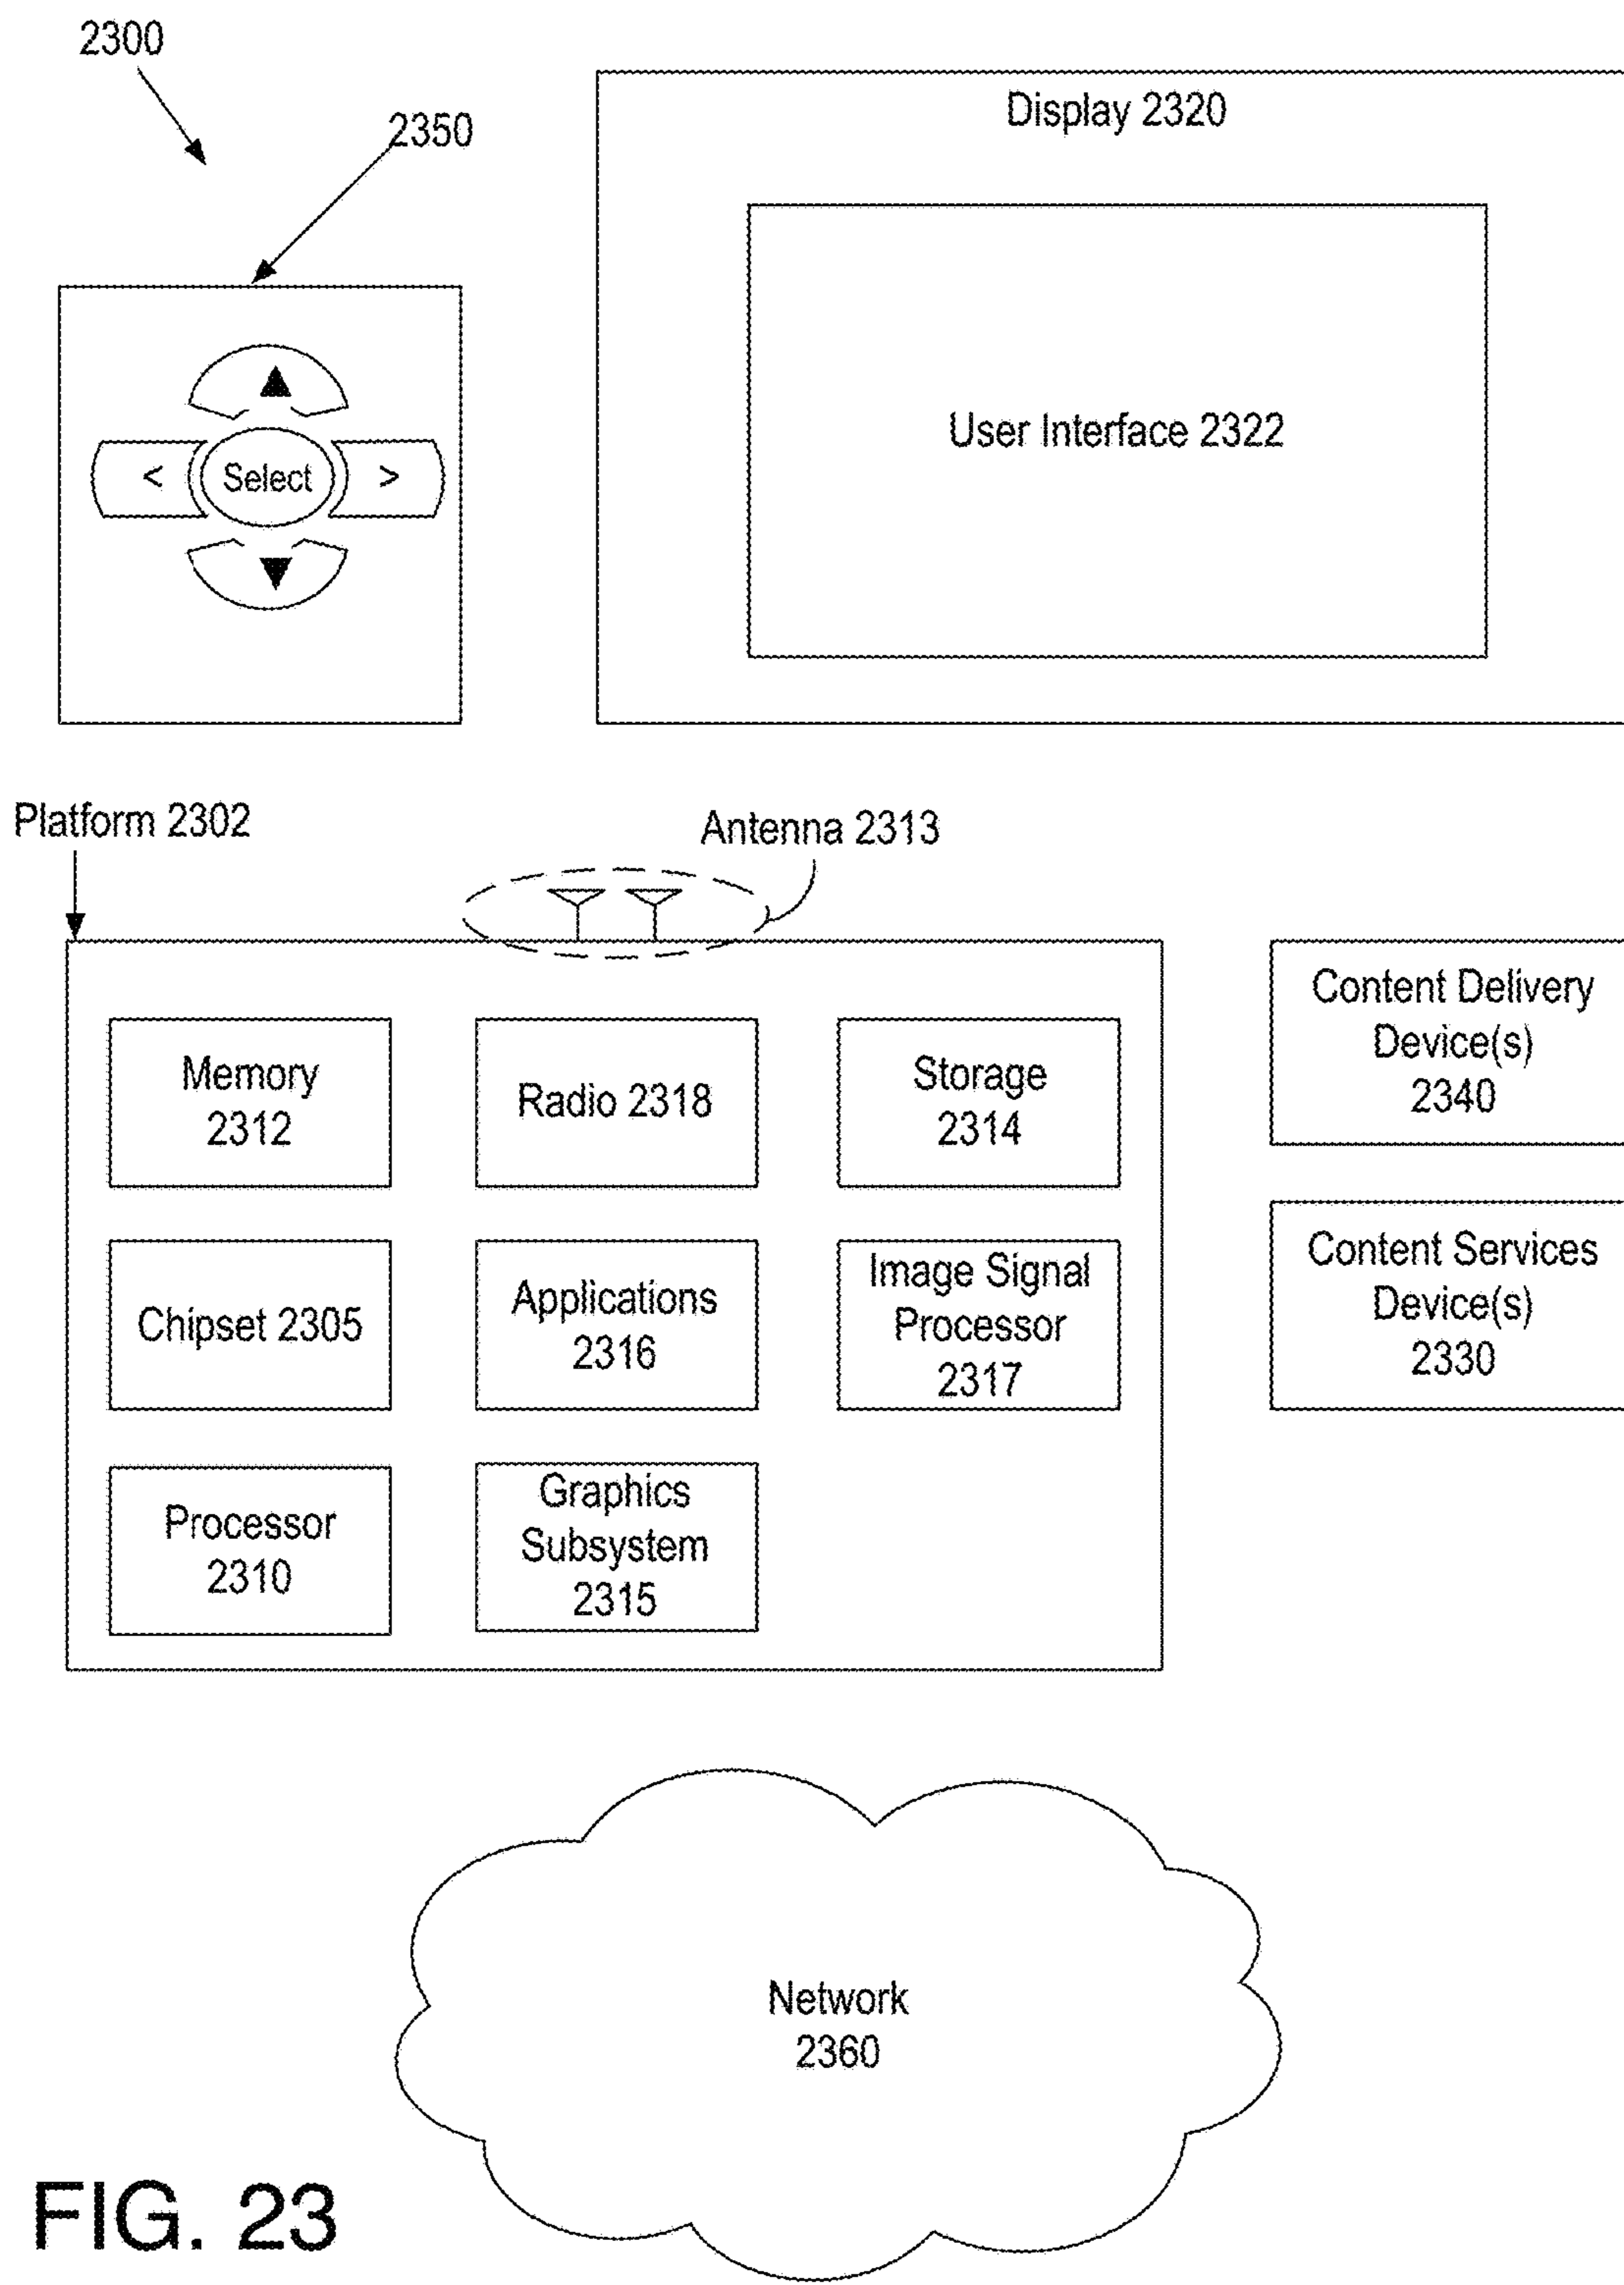 2300
2350
Display 2320
User Interface 2322
<
Select
>
Platform 2302
Antenna 2313
Memory
2312
Radio 2318
Storage
2314
Content Delivery
Device(s)
2340
Chipset 2305
Applications
2316
Image Signal
Processor
2317
Content Services
Device(s)
2330
Processor
2310
Graphics
Subsystem
2315
Network
2360
FIG. 23